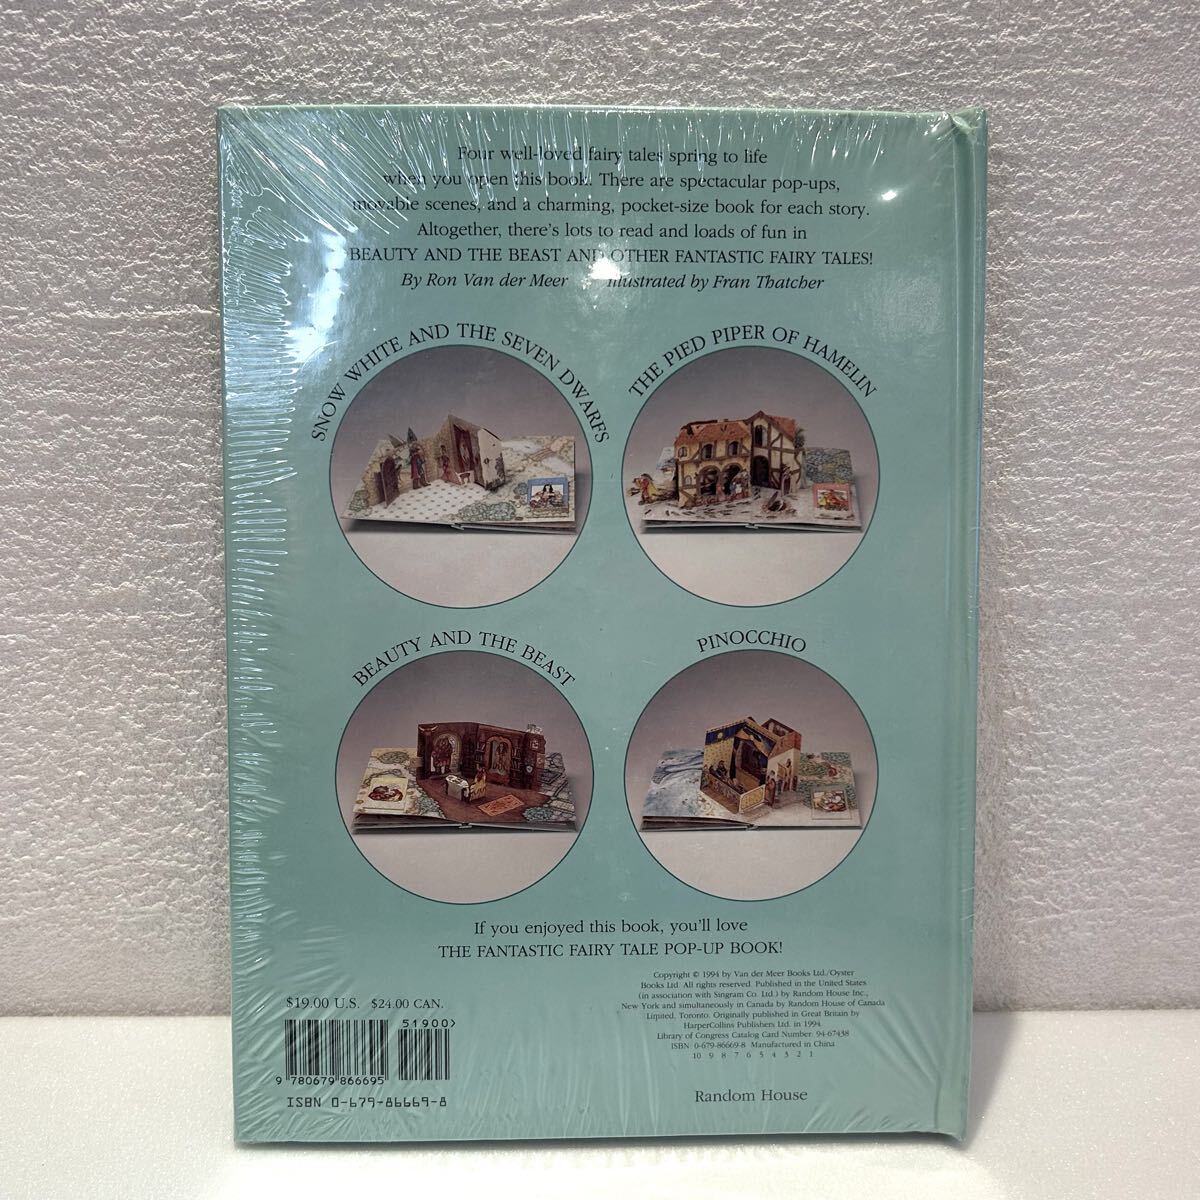 Four well-loved fairy tales spring to life
when you open this book. There are spectacular pop-ups,
movable scenes, and a charming, pocket-size book for each story.
Altogether, there's lots to read and loads of fun in
BEAUTY AND THE BEAST AND OTHER FANTASTIC FAIRY TALES!
By Ron Van der Meer Illustrated by Fran Thatcher
SNOW WHITE AND THE SEVEN DWARFS
THE PIED PIPER OF HAMELIN
BEAUTY AND THE BEAST
PINOCCHIO
If you enjoyed this book, you'll love
THE FANTASTIC FAIRY TALE POP-UP BOOK!
Copyright © 1994 by Van der Meer Books Ltd./Oyster
Books Ltd. All rights reserved. Published in the United States
(in association with Singram Co. Ltd.) by Random House Inc.,
New York and simultaneously in Canada by Random House of Canada
Limited, Toronto. Originally published in Great Britain by
HarperCollins Publishers Ltd. in 1994.
Library of Congress Catalog Card Number: 94-67438
ISBN: 0-679-86669-8 Manufactured in China
10 9 8 7 6 5 4 3 2 1
$19.00 U.S. $24.00 CAN.
51900>
9 780679 866695
ISBN 0-679-86669-8
Random House